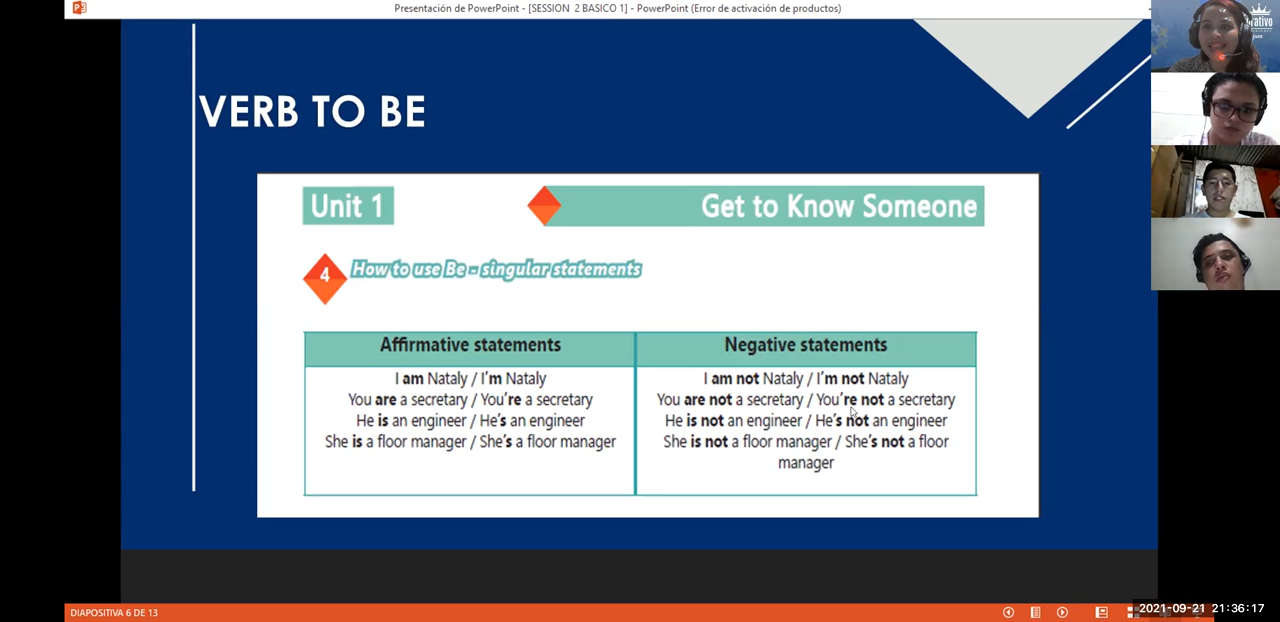 Presentación de PowerPoint - [SESSION 2 BASICO 1] - PowerPoint (Error de activación de productos)
VERB TO BE
Unit 1
Get to Know Someone
4
How to use Be - singular statements
Affirmative statements
Negative statements
I am Nataly / I'm Nataly
You are a secretary / You're a secretary
He is an engineer / He's an engineer
She is a floor manager / She's a floor manager
I am not Nataly / I'm not Nataly
You are not a secretary / You're not a secretary
He is not an engineer / He's not an engineer
She is not a floor manager / She's not a floor
manager
DIAPOSITIVA 6 DE 13
2021-09-21 21:36:17